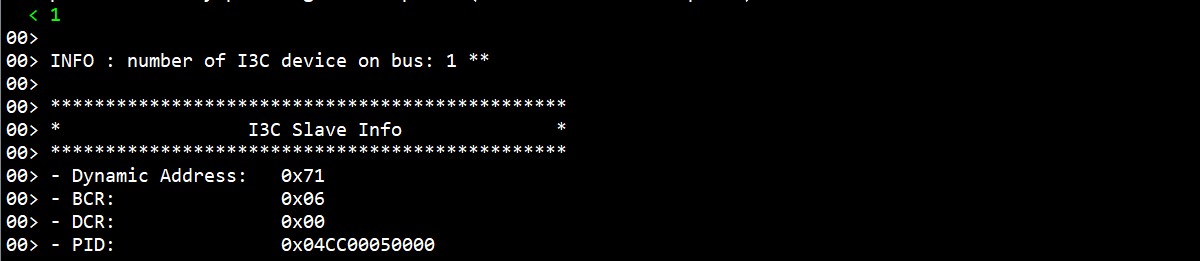 < 1
00>
00> INFO : number of I3C device on bus: 1 **
00>
00> ***********************************************
00> *                 I3C Slave Info              *
00> ***********************************************
00> - Dynamic Address:   0x71
00> - BCR:               0x06
00> - DCR:               0x00
00> - PID:               0x04CC00050000